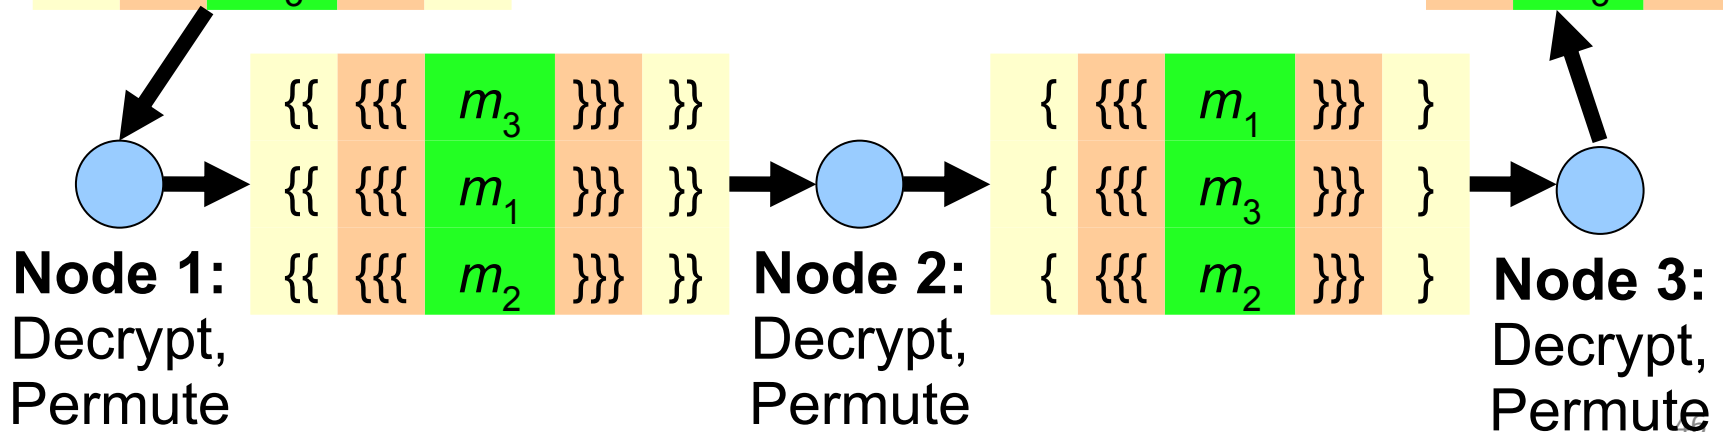 {{ {{{ m3 }}} }}
{{ {{{ m1 }}} }}
{{ {{{ m2 }}} }}
{ {{{ m1 }}} }
{ {{{ m3 }}} }
{ {{{ m2 }}} }
Node 1:
Decrypt,
Permute
Node 2:
Decrypt,
Permute
Node 3:
Decrypt,
Permute